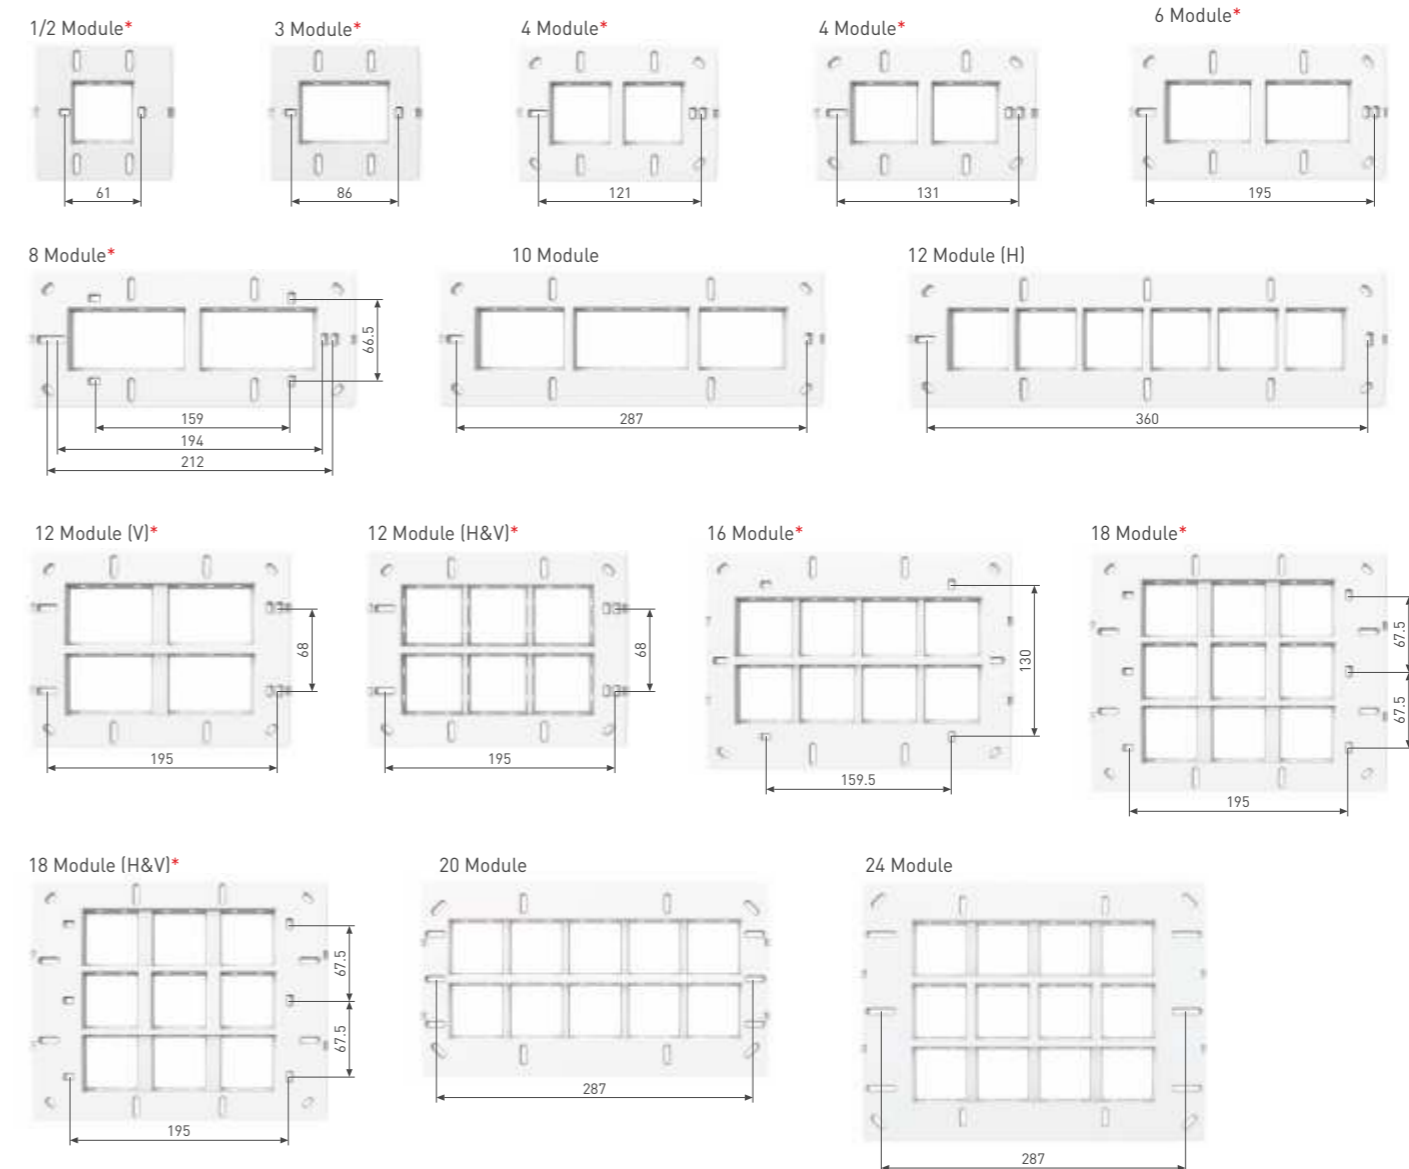 1/2 Module*
3 Module*
4 Module*
4 Module*
6 Module*
61
86
121
131
195
8 Module*
10 Module
12 Module (H)
66.5
159
194
212
287
360
12 Module (V)*
12 Module (H&V)*
16 Module*
18 Module*
68
195
68
195
130
159.5
67.5
67.5
195
18 Module (H&V)*
20 Module
24 Module
67.5
67.5
195
287
287